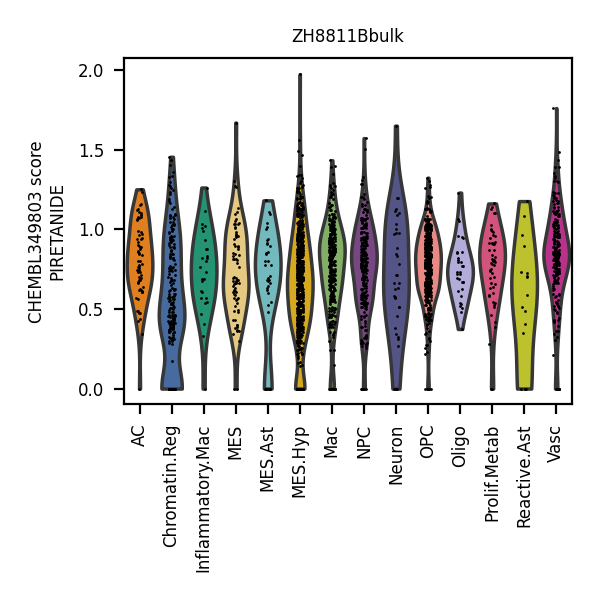 ZH8811Bbulk
CHEMBL349803 score
PIRETANIDE
2.0
1.5
1.0
0.5
0.0
AC
Chromatin.Reg
Inflammatory.Mac
MES
MES.Ast
MES.Hyp
Mac
NPC
Neuron
OPC
Oligo
Prolif.Metab
Reactive.Ast
Vasc